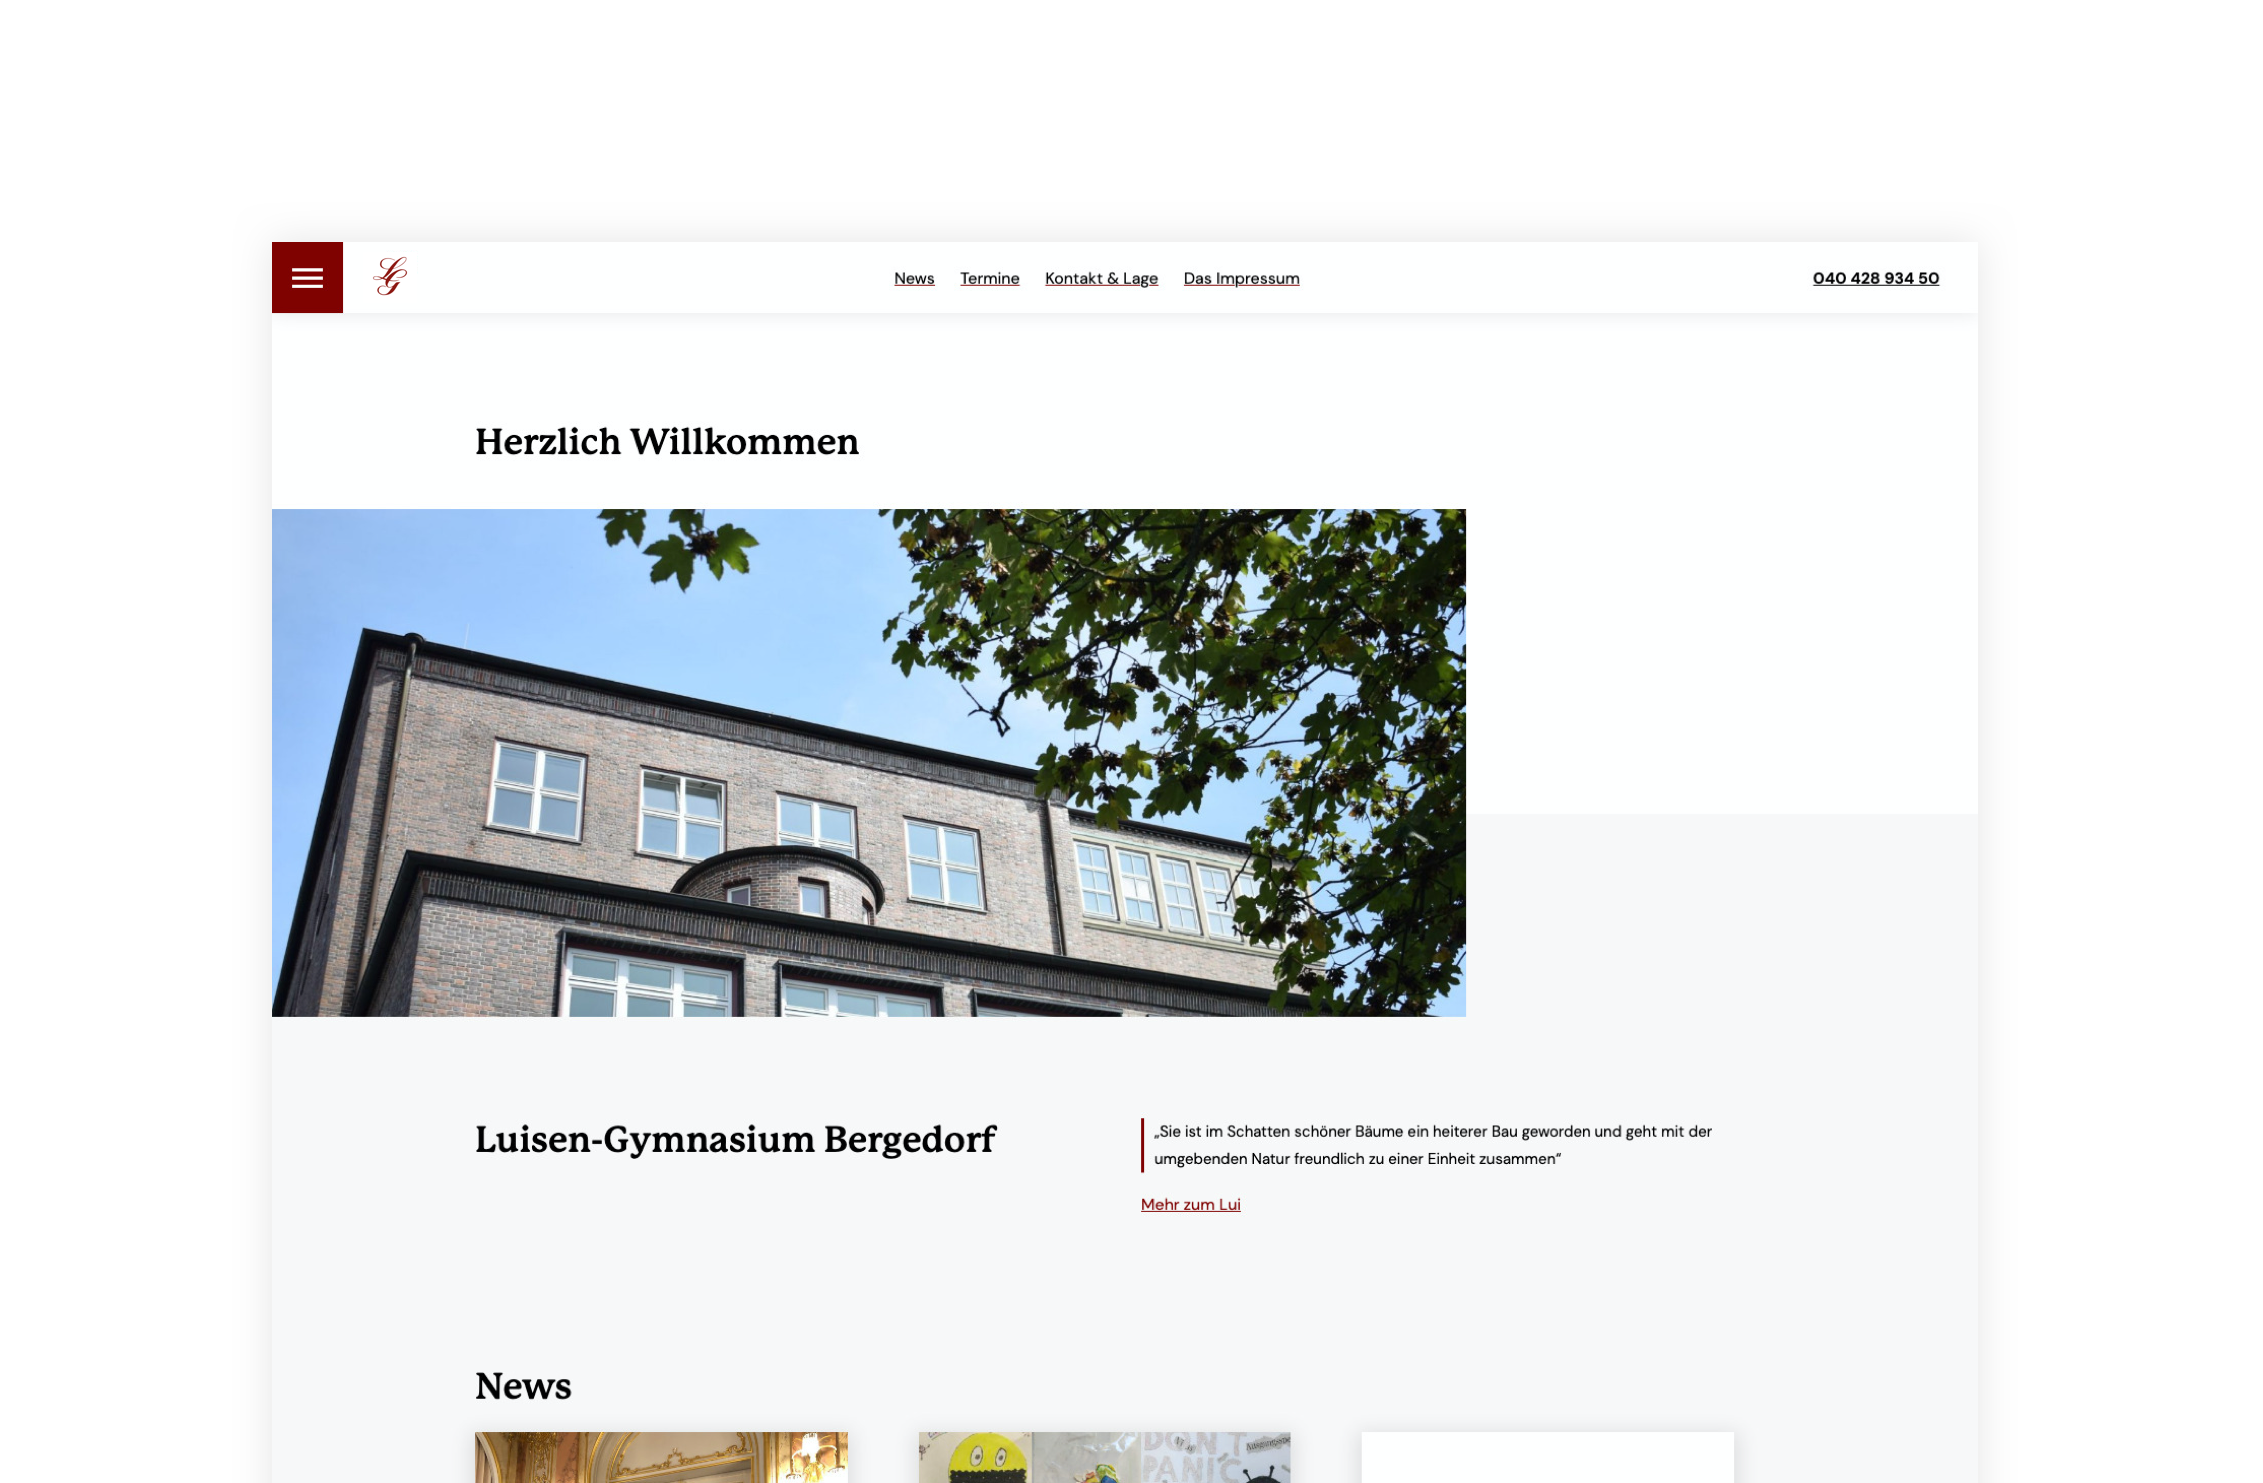 LG
News Termine Kontakt & Lage Das Impressum 040 428 934 50
Herzlich Willkommen
Luisen-Gymnasium Bergedorf
„Sie ist im Schatten schöner Bäume ein heiterer Bau geworden und geht mit der
umgebenden Natur freundlich zu einer Einheit zusammen“
Mehr zum Lui
News
DON'T
PANIC